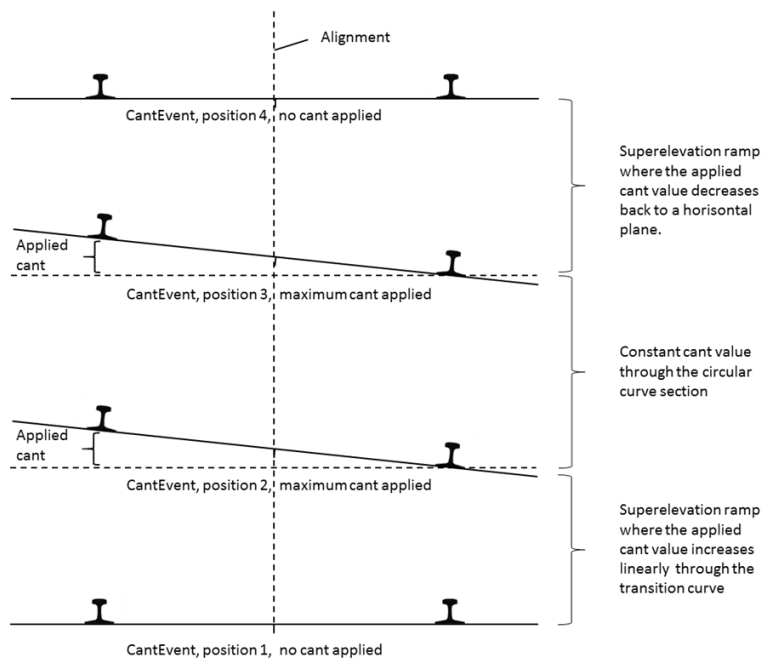 Alignment
CantEvent, position 4, no cant applied
Superelevation ramp
where the applied
cant value decreases
back to a horisontal
plane.
Applied
cant
CantEvent, position 3, maximum cant applied
Constant cant value
through the circular
curve section
Applied
cant
CantEvent, position 2, maximum cant applied
Superelevation ramp
where the applied
cant value increases
linearly through the
transition curve
CantEvent, position 1, no cant applied